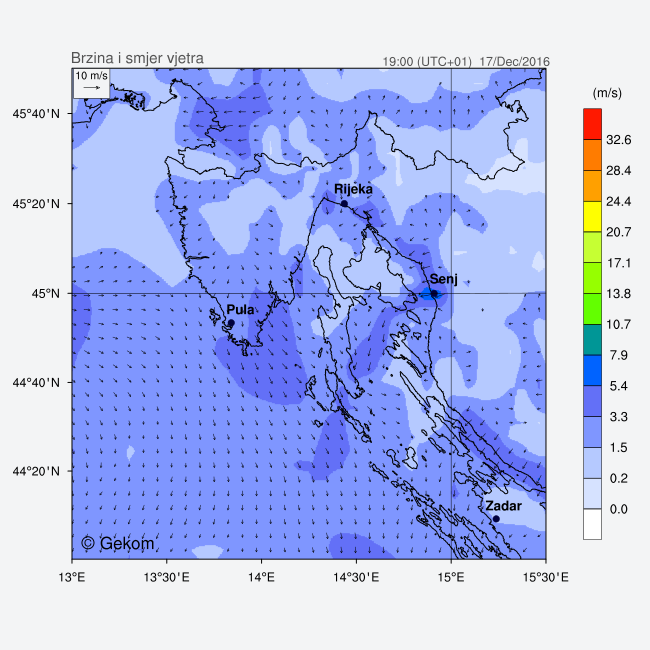 Brzina i smjer vjetra
19:00 (UTC+01) 17/Dec/2016
10 m/s
(m/s)
45°40'N
45°20'N
45°N
44°40'N
44°20'N
Rijeka
Senj
Pula
Zadar
© Gekom
32.6
28.4
24.4
20.7
17.1
13.8
10.7
7.9
5.4
3.3
1.5
0.2
0.0
13°E 13°30'E 14°E 14°30'E 15°E 15°30'E